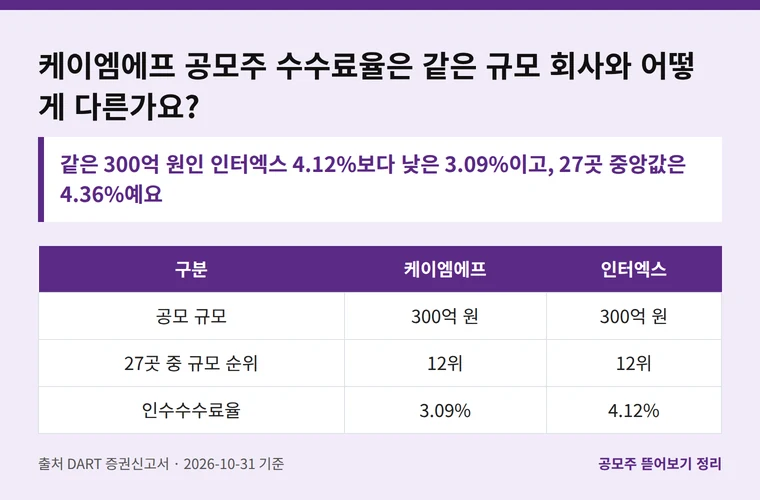 케이엠에프 공모주 수수료율은 같은 규모 회사와 어떻
게 다른가요?
같은 300억 원인 인터엑스 4.12%보다 낮은 3.09%이고, 27곳 중앙값은
4.36%예요
구분 케이엠에프 인터엑스
공모 규모 300억 원 300억 원
27곳 중 규모 순위 12위 12위
인수수수료율 3.09% 4.12%
출처 DART 증권신고서 · 2026-10-31 기준 공모주 뜯어보기 정리